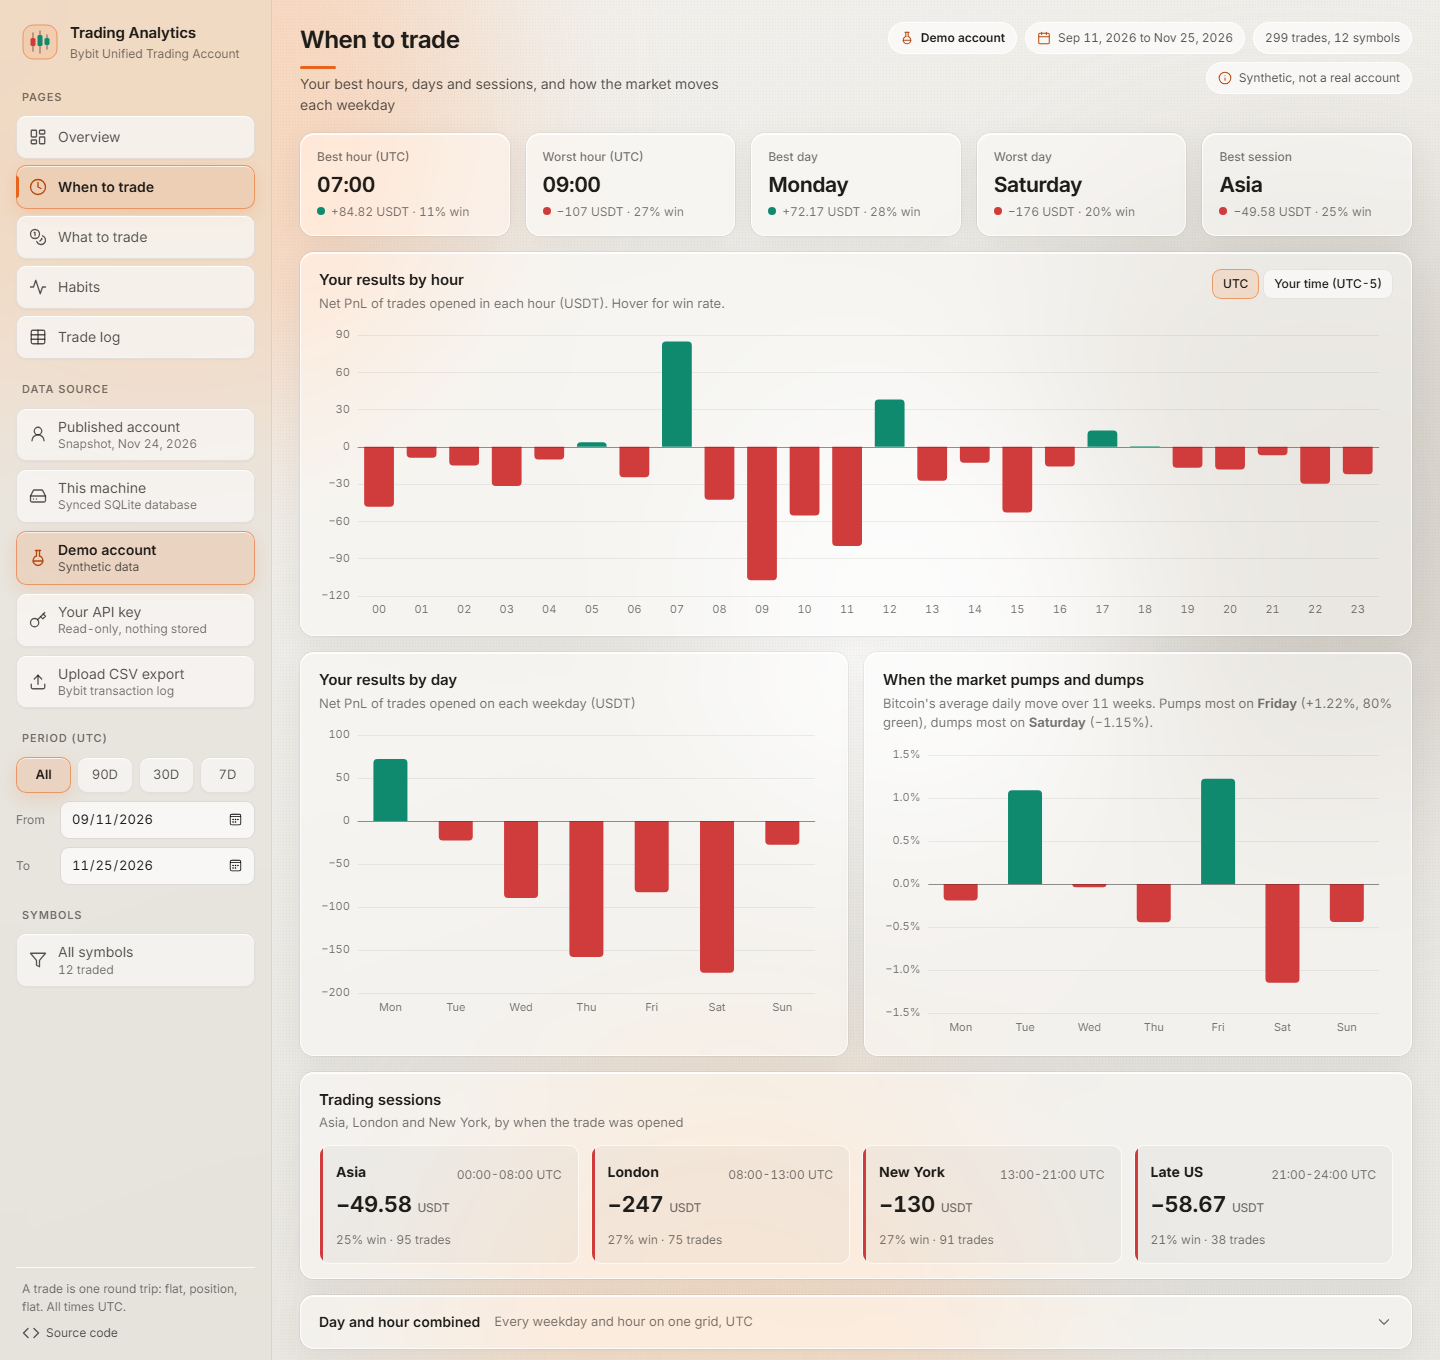 Trading Analytics
Bybit Unified Trading Account
PAGES
Overview
When to trade
What to trade
Habits
Trade log
DATA SOURCE
Published account
Snapshot, Nov 24, 2026
This machine
Synced SQLite database
Demo account
Synthetic data
Your API key
Read-only, nothing stored
Upload CSV export
Bybit transaction log
PERIOD (UTC)
All 90D 30D 7D
From 09/11/2026
To 11/25/2026
SYMBOLS
All symbols
12 traded
A trade is one round trip: flat, position,
flat. All times UTC.
Source code
When to trade
Your best hours, days and sessions, and how the market moves
each weekday
Demo account
Sep 11, 2026 to Nov 25, 2026
299 trades, 12 symbols
Synthetic, not a real account
Best hour (UTC)
07:00
+84.82 USDT · 11% win
Worst hour (UTC)
09:00
−107 USDT · 27% win
Best day
Monday
+72.17 USDT · 28% win
Worst day
Saturday
−176 USDT · 20% win
Best session
Asia
−49.58 USDT · 25% win
Your results by hour
Net PnL of trades opened in each hour (USDT). Hover for win rate.
UTC
Your time (UTC-5)
90
60
30
0
−30
−60
−90
−120
00 01 02 03 04 05 06 07 08 09 10 11 12 13 14 15 16 17 18 19 20 21 22 23
Your results by day
Net PnL of trades opened on each weekday (USDT)
100
50
0
−50
−100
−150
−200
Mon Tue Wed Thu Fri Sat Sun
When the market pumps and dumps
Bitcoin's average daily move over 11 weeks. Pumps most on Friday (+1.22%, 80%
green), dumps most on Saturday (−1.15%).
1.5%
1.0%
0.5%
0.0%
−0.5%
−1.0%
−1.5%
Mon Tue Wed Thu Fri Sat Sun
Trading sessions
Asia, London and New York, by when the trade was opened
Asia 00:00-08:00 UTC
−49.58 USDT
25% win · 95 trades
London 08:00-13:00 UTC
−247 USDT
27% win · 75 trades
New York 13:00-21:00 UTC
−130 USDT
27% win · 91 trades
Late US 21:00-24:00 UTC
−58.67 USDT
21% win · 38 trades
Day and hour combined Every weekday and hour on one grid, UTC